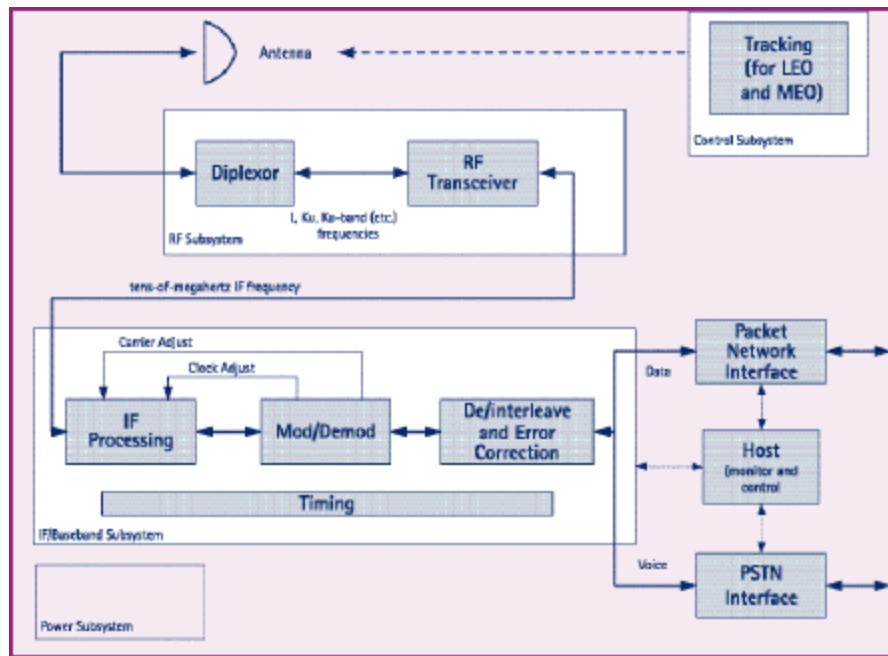 Antenna
Tracking
(for LEO
and MEO)
Control Subsystem
Diplexor
RF
Transceiver
Ku, Ka-band (etc.)
frequencies
RF Subsystem
tens-of-megahertz IF frequency
Carrier Adjust
Clock Adjust
IF
Processing
Mod/Demod
De/interleave
and Error
Correction
Timing
IF/Baseband Subsystem
Data
Packet
Network
Interface
Host
(monitor and
control
Voice
PSTN
Interface
Power Subsystem